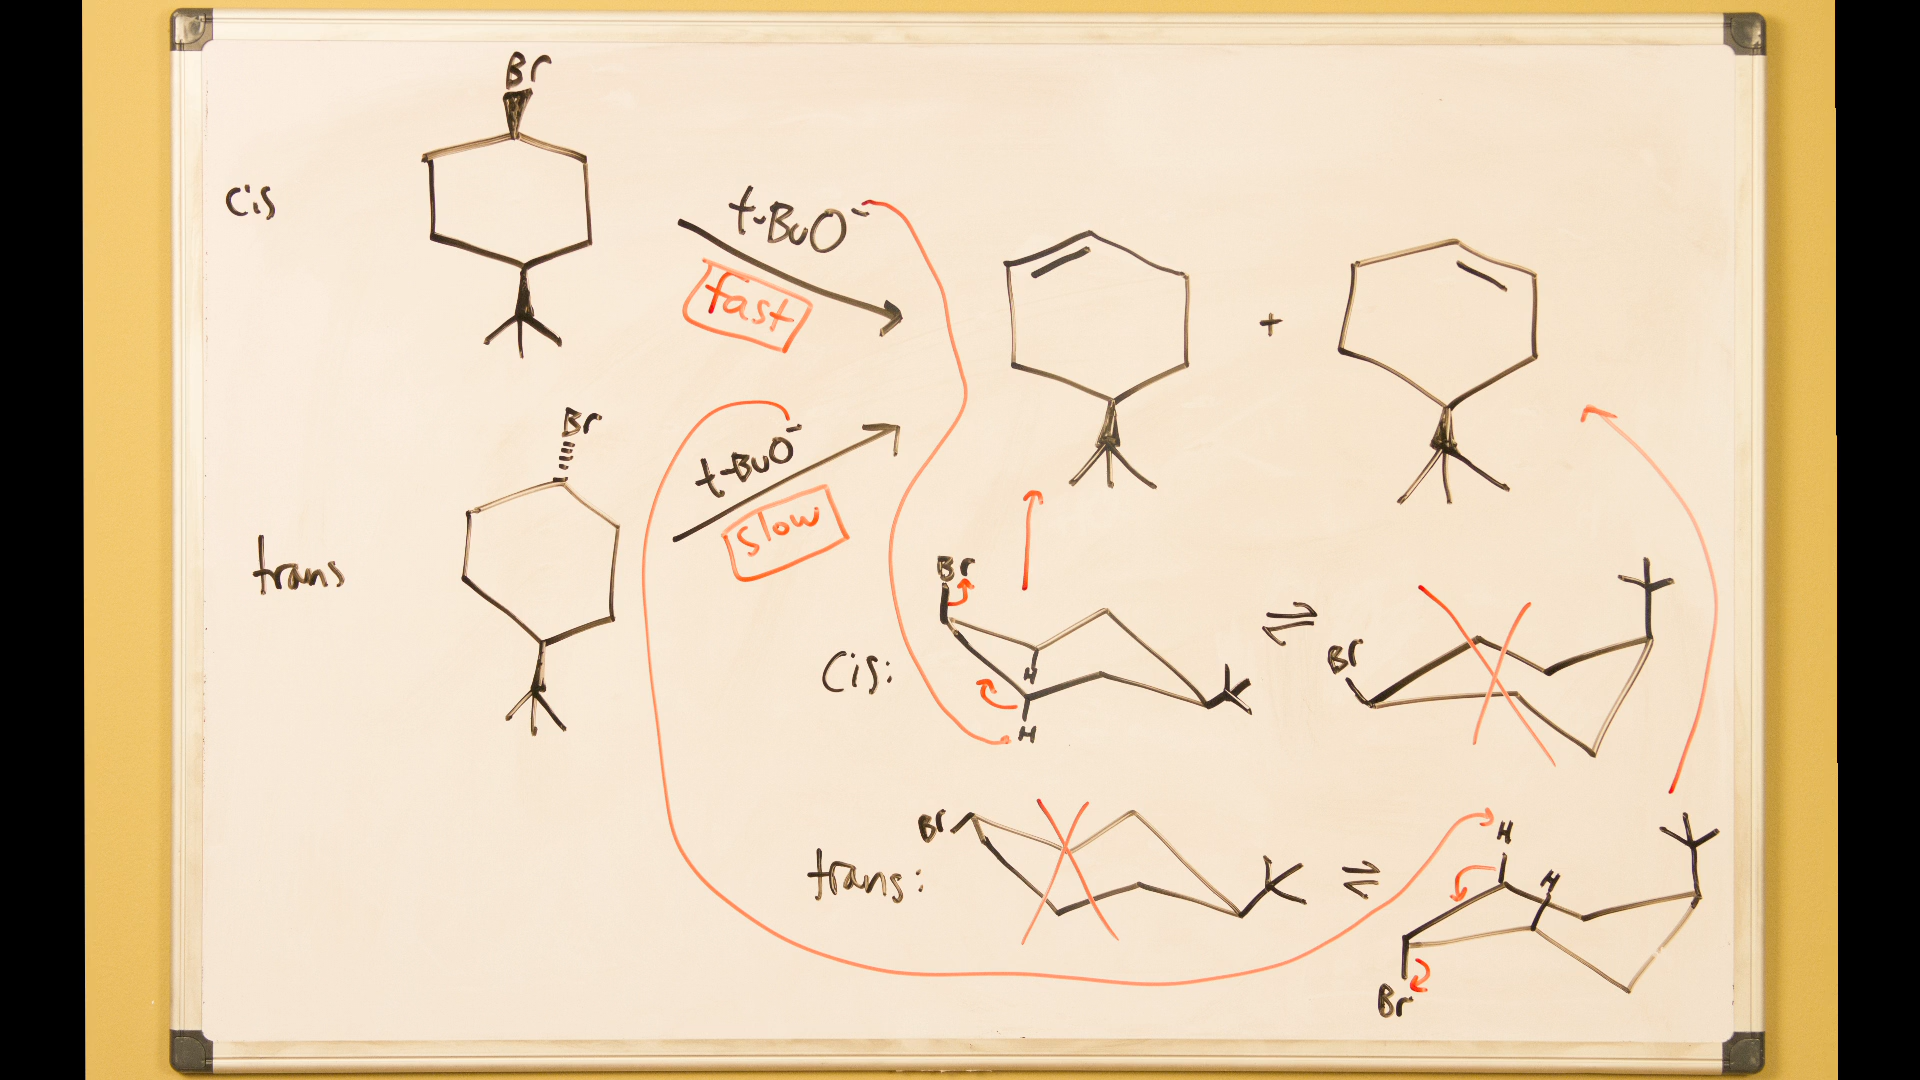 Br
cis
t-BuO⁻
fast
+
Br
t-BuO⁻
slow
trans
Br
Br
Cis:
H
H
Br
trans:
H
H
Br